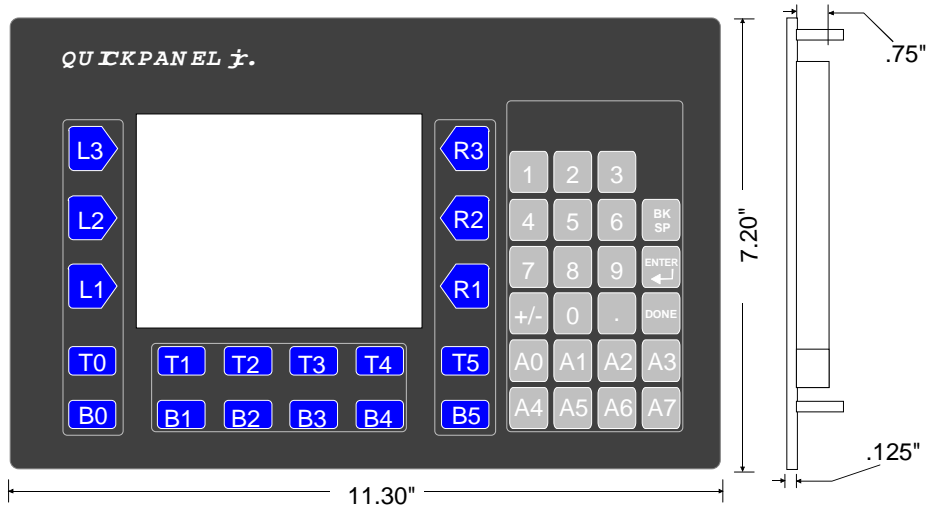 QUICKPANEL jr.
.75"
L3 R3
1 2 3
L2 R2
4 5 6 BK SP
7.20"
7 8 9 ENTER
L1 R1
+/- 0 . DONE
T0 T1 T2 T3 T4 T5 A0 A1 A2 A3
B0 B1 B2 B3 B4 B5 A4 A5 A6 A7
.125"
11.30"